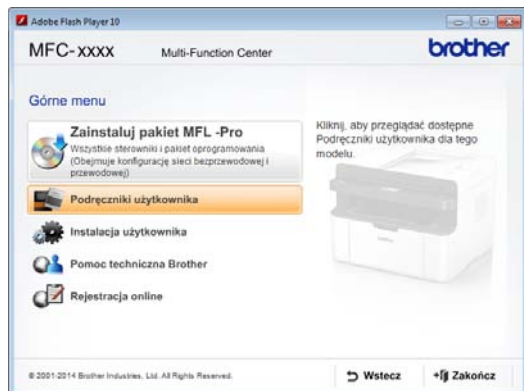 Adobe Flash Player 10
MFC-xxxx Multi-Function Center brother
Górne menu
Zainstaluj pakiet MFL -Pro
Wszystkie sterowniki i pakiet oprogramowania
(Obejmuje konfigurację sieci bezprzewodowej i
przewodowej)
Podręczniki użytkownika
Instalacja użytkownika
Pomoc techniczna Brother
Rejestracja online
Kliknij, aby przeglądać dostępne
Podręczniki użytkownika dla tego
modelu.
© 2001-2014 Brother Industries, Ltd. All Rights Reserved.
Wstecz
Zakończ